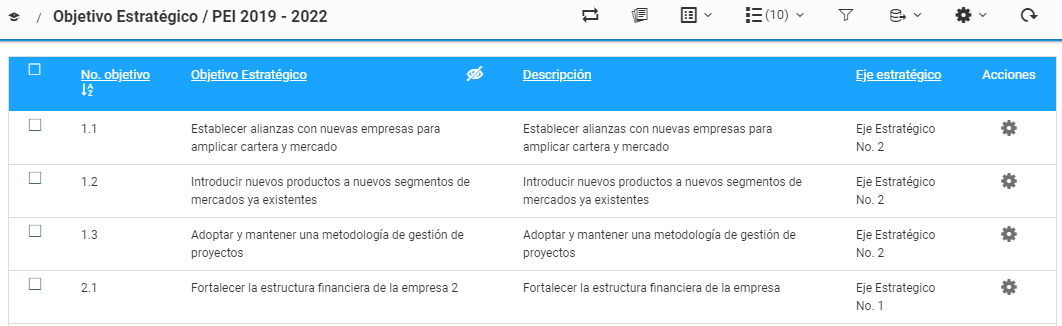 / Objetivo Estratégico / PEI 2019 - 2022
(10)
No. objetivo
Objetivo Estratégico
Descripción
Eje estratégico
Acciones
1.1
Establecer alianzas con nuevas empresas para
amplicar cartera y mercado
Establecer alianzas con nuevas empresas para
amplicar cartera y mercado
Eje Estratégico
No. 2
1.2
Introducir nuevos productos a nuevos segmentos de
mercados ya existentes
Introducir nuevos productos a nuevos segmentos de
mercados ya existentes
Eje Estratégico
No. 2
1.3
Adoptar y mantener una metodología de gestión de
proyectos
Adoptar y mantener una metodología de gestión de
proyectos
Eje Estratégico
No. 2
2.1
Fortalecer la estructura financiera de la empresa 2
Fortalecer la estructura financiera de la empresa
Eje Estrategico
No. 1